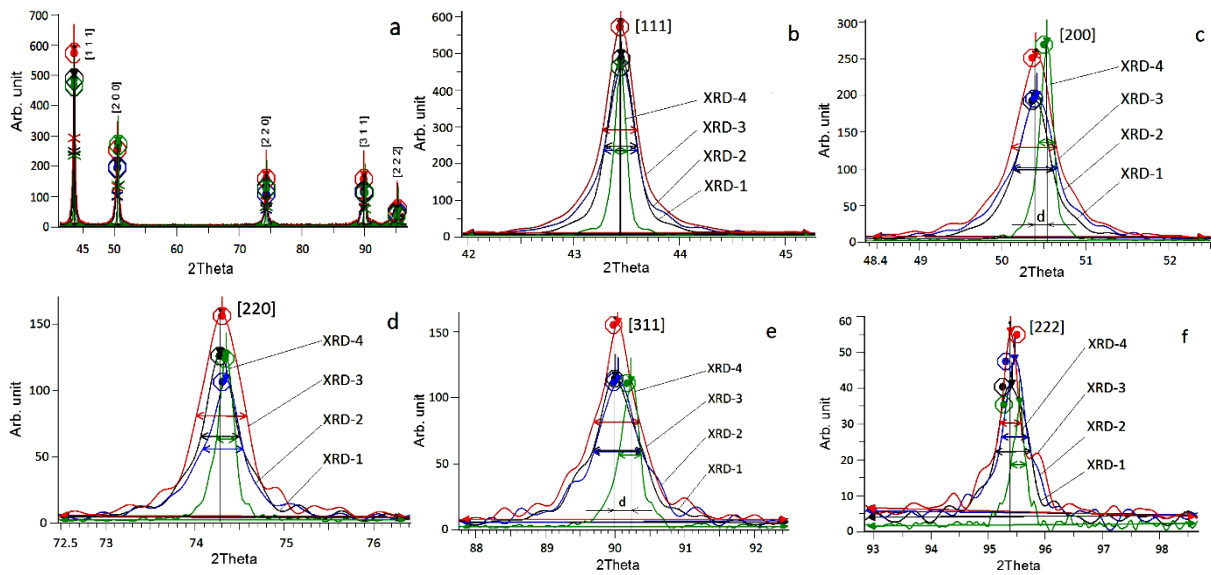 a
700
600
500
400
300
200
100
0
Arb. unit
[1 1 1]
[2 0 0]
[2 2 0]
[3 1 1]
[2 2 2]
45 50 60 70 80 90
2Theta
b
[111]
600
500
400
300
200
100
0
Arb. unit
XRD-4
XRD-3
XRD-2
XRD-1
42 43 44 45
2Theta
c
[200]
300
250
200
150
100
50
0
Arb. unit
XRD-4
XRD-3
XRD-2
XRD-1
d
48.4 49 50 51 52
2Theta
d
[220]
150
100
50
0
Arb. unit
XRD-4
XRD-3
XRD-2
XRD-1
72.5 73 74 75 76
2Theta
e
[311]
150
100
50
0
Arb. unit
XRD-4
XRD-3
XRD-2
XRD-1
d
88 89 90 91 92
2Theta
f
[222]
60
50
40
30
20
10
5
0
Arb. unit
XRD-4
XRD-3
XRD-2
XRD-1
93 94 95 96 97 98
2Theta